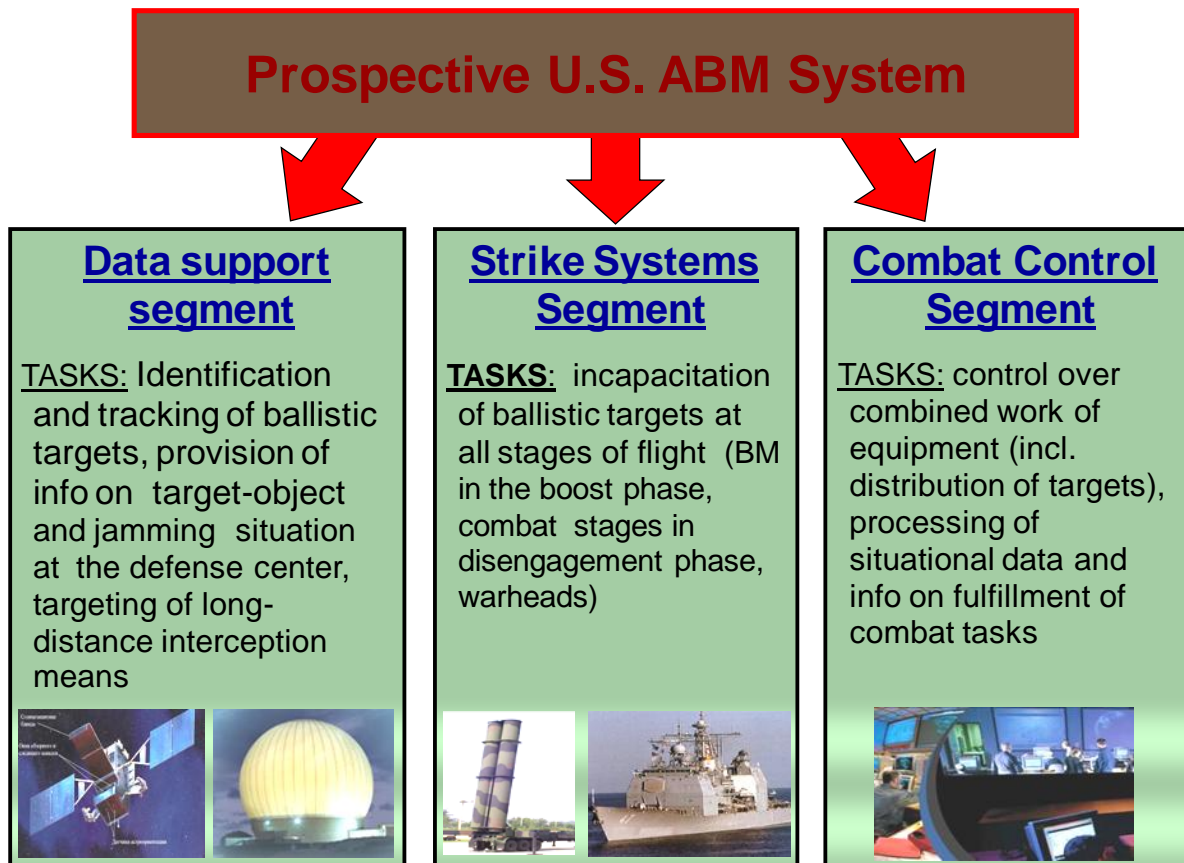 Prospective U.S. ABM System
Data support
segment
TASKS: Identification
and tracking of ballistic
targets, provision of
info on target-object
and jamming situation
at the defense center,
targeting of long-
distance interception
means
Strike Systems
Segment
TASKS: incapacitation
of ballistic targets at
all stages of flight (BM
in the boost phase,
combat stages in
disengagement phase,
warheads)
Combat Control
Segment
TASKS: control over
combined work of
equipment (incl.
distribution of targets),
processing of
situational data and
info on fulfillment of
combat tasks